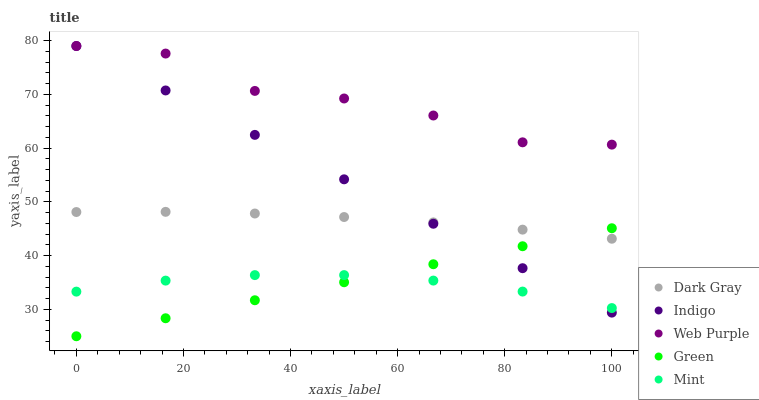 title
80
70
60
50
40
30
yaxis_label
0 20 40 60 80 100
xaxis_label
Dark Gray
Indigo
Web Purple
Green
Mint